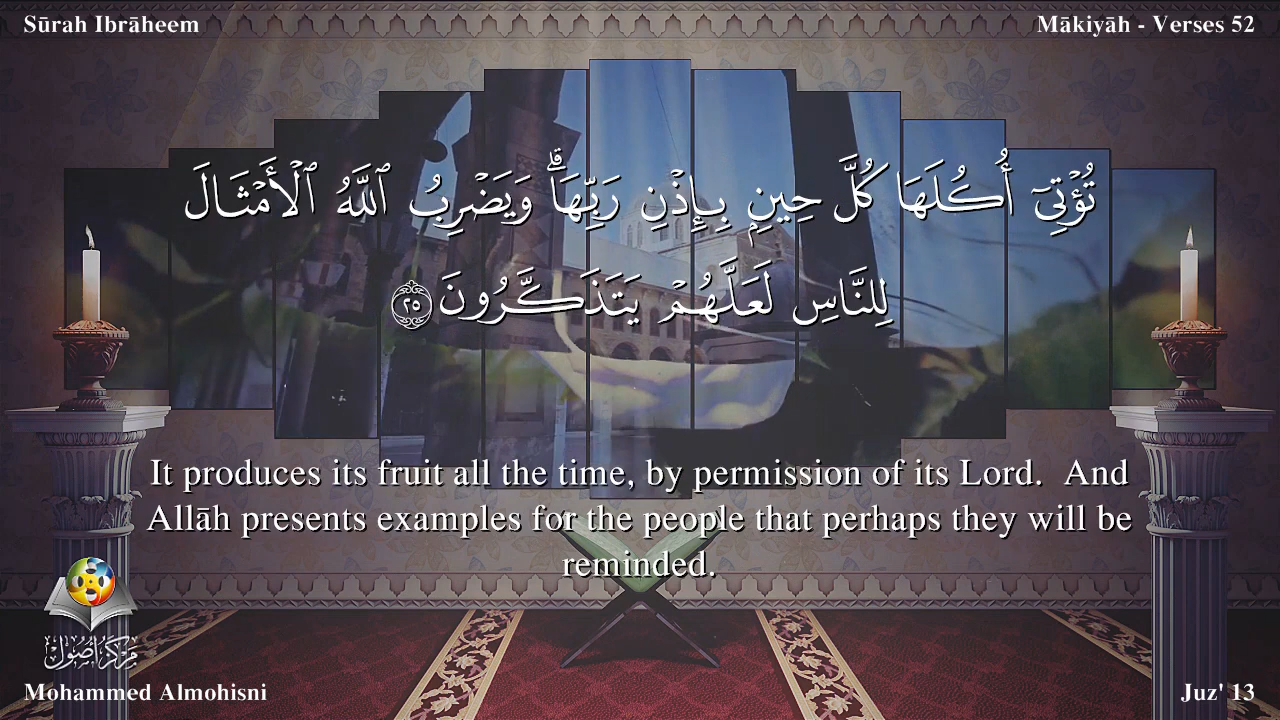 Sūrah Ibrāheem
Mākiyāh - Verses 52
تُؤْتِىٓ أُكُلَهَا كُلَّ حِينٍۭ بِإِذْنِ رَبِّهَا ۗ وَيَضْرِبُ ٱللَّهُ ٱلْأَمْثَالَ
لِلنَّاسِ لَعَلَّهُمْ يَتَذَكَّرُونَ ٢٥
It produces its fruit all the time, by permission of its Lord. And
Allāh presents examples for the people that perhaps they will be
reminded.
مركز أصول
Mohammed Almohisni
Juz' 13